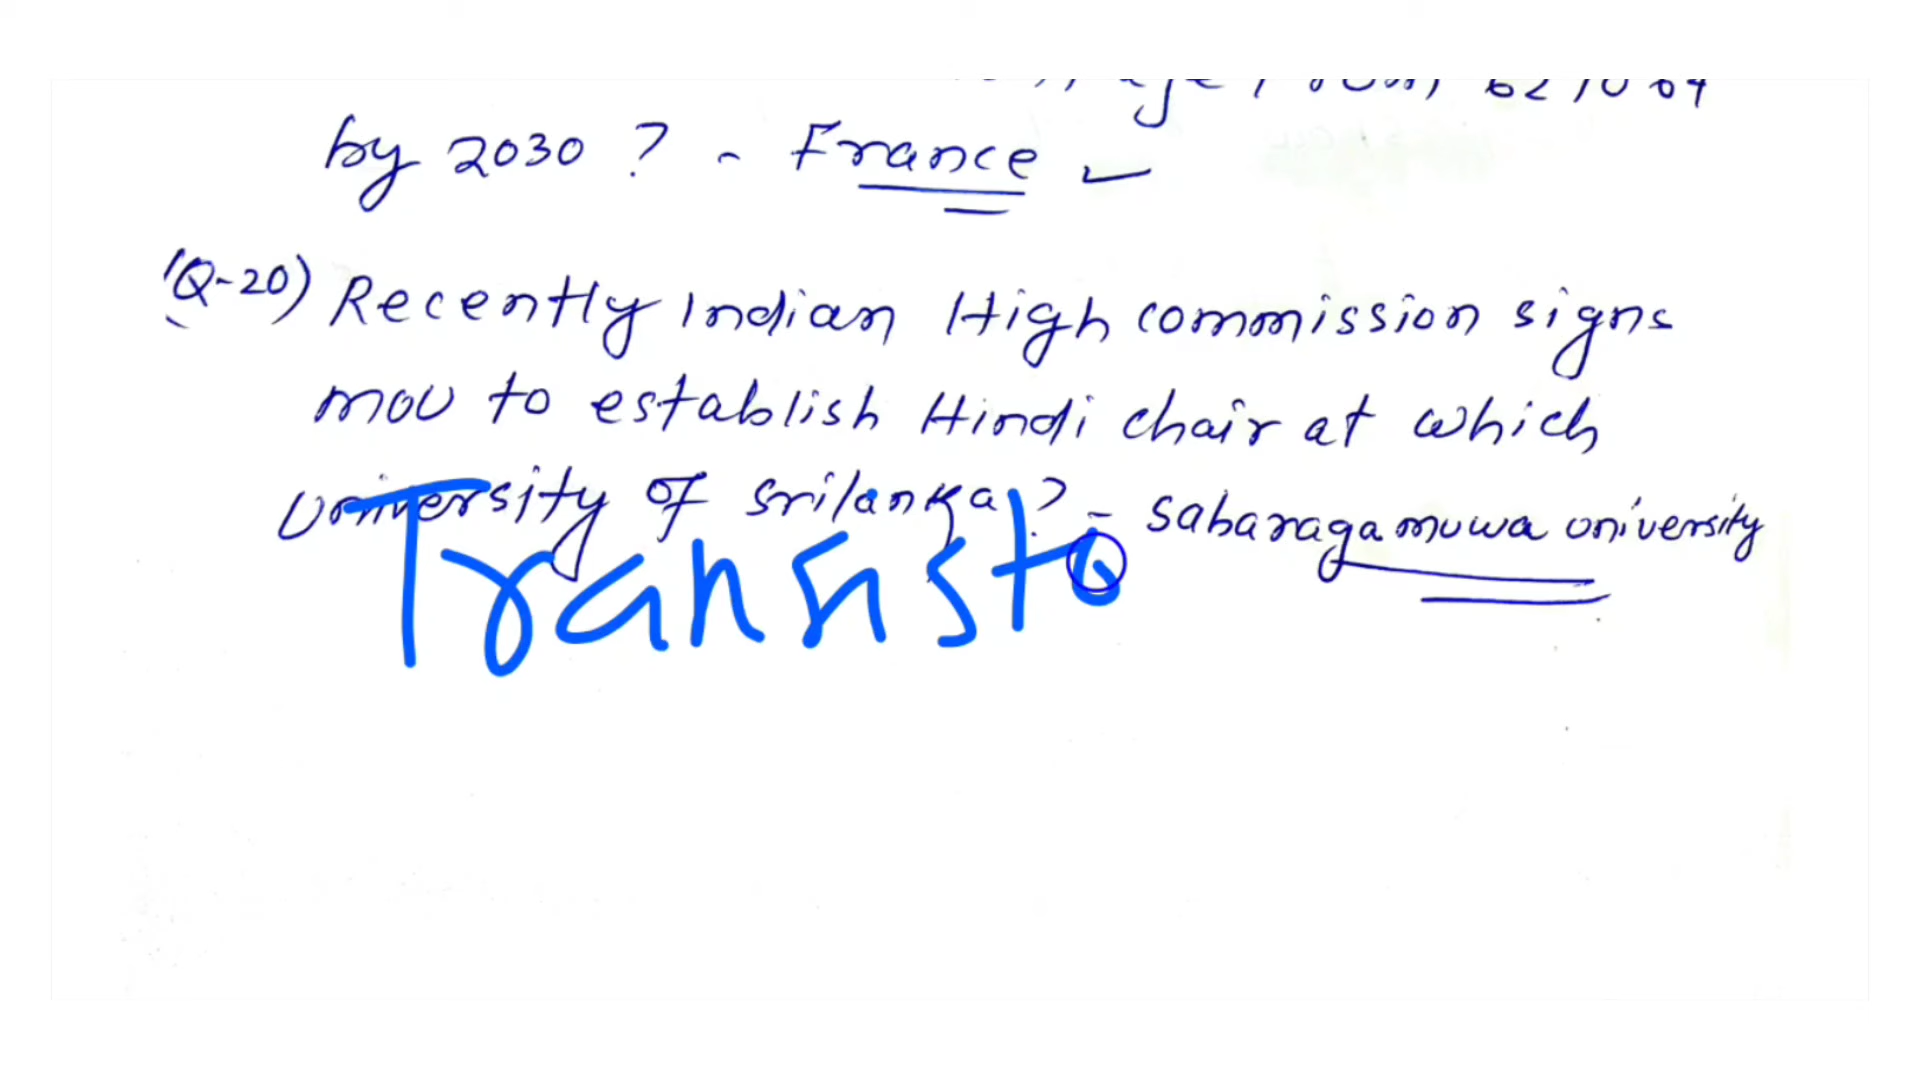 by 2030 ? - France
(Q-20) Recently Indian High commission signs
mou to establish Hindi chair at which
University of Srilanka? - Sabaragamuwa university
Transisto